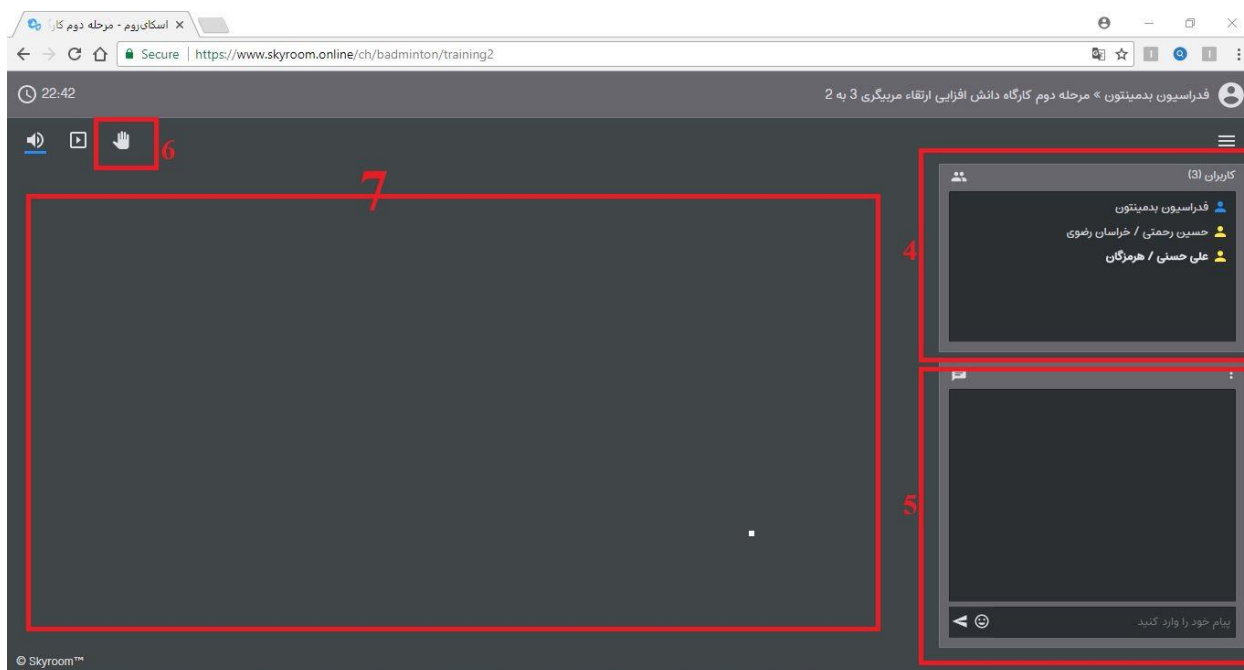 اسکای‌روم - مرحله دوم کار
Secure | https://www.skyroom.online/ch/badminton/training2
22:42
فدراسیون بدمینتون » مرحله دوم کارگاه دانش افزایی ارتقاء مربیگری 3 به 2
6
7
کاربران (3)
فدراسیون بدمینتون
حسین رحمتی / خراسان رضوی
علی حسنی / هرمزگان
4
5
پیام خود را وارد کنید
© Skyroom™